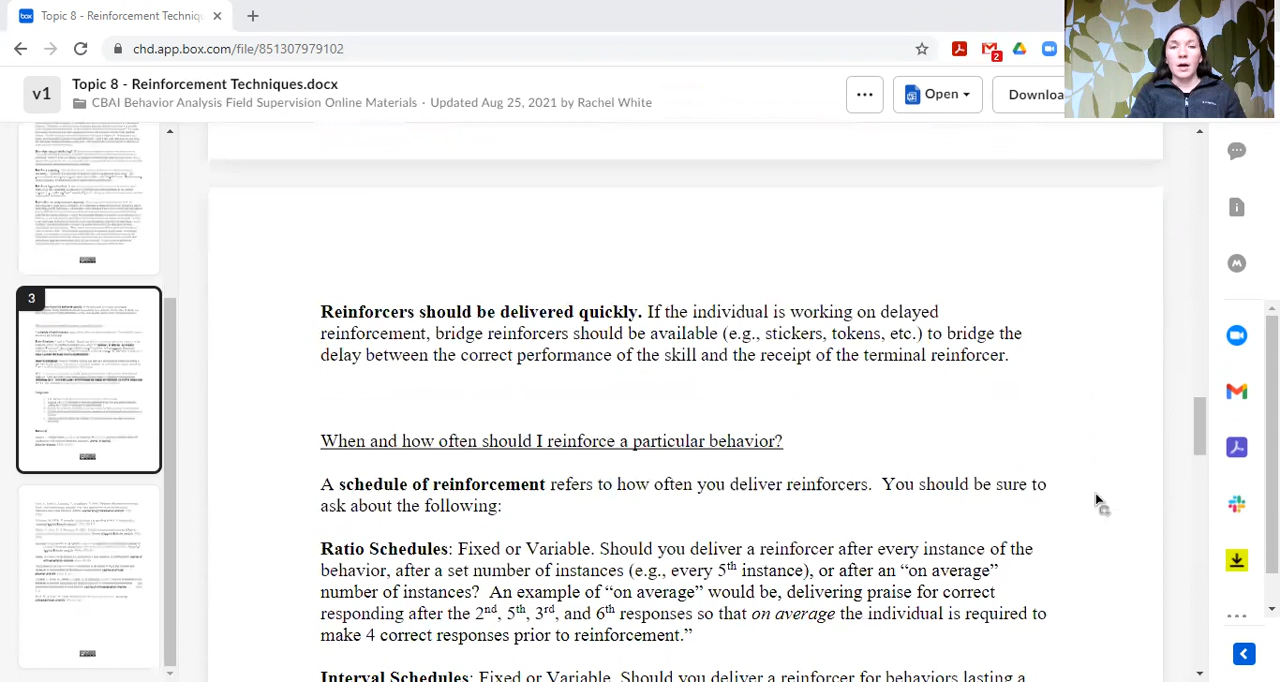 Topic 8 - Reinforcement Techniqu
chd.app.box.com/file/851307979102
2
v1
Topic 8 - Reinforcement Techniques.docx
CBAI Behavior Analysis Field Supervision Online Materials · Updated Aug 25, 2021 by Rachel White
Open
Downloa
3
Reinforcers should be delivered quickly. If the individual is working on delayed
reinforcement, bridge reinforcers should be available (e.g., stickers, tokens, etc.) to bridge the
delay between the correct performance of the skill and the receipt of the terminal reinforcer.
When and how often should I reinforce a particular behavior?
A schedule of reinforcement refers to how often you deliver reinforcers. You should be sure to
ask about the following:
Ratio Schedules: Fixed or Variable. Should you deliver a reinforcer after every instance of the
behavior, after a set number of instances (e.g., every 5th instance) or after an “on average”
number of instances? An example of “on average” would be, delivering praise for correct
responding after the 2nd, 5th, 3rd, and 6th responses so that on average the individual is required to
make 4 correct responses prior to reinforcement.”
Interval Schedules: Fixed or Variable. Should you deliver a reinforcer for behaviors lasting a